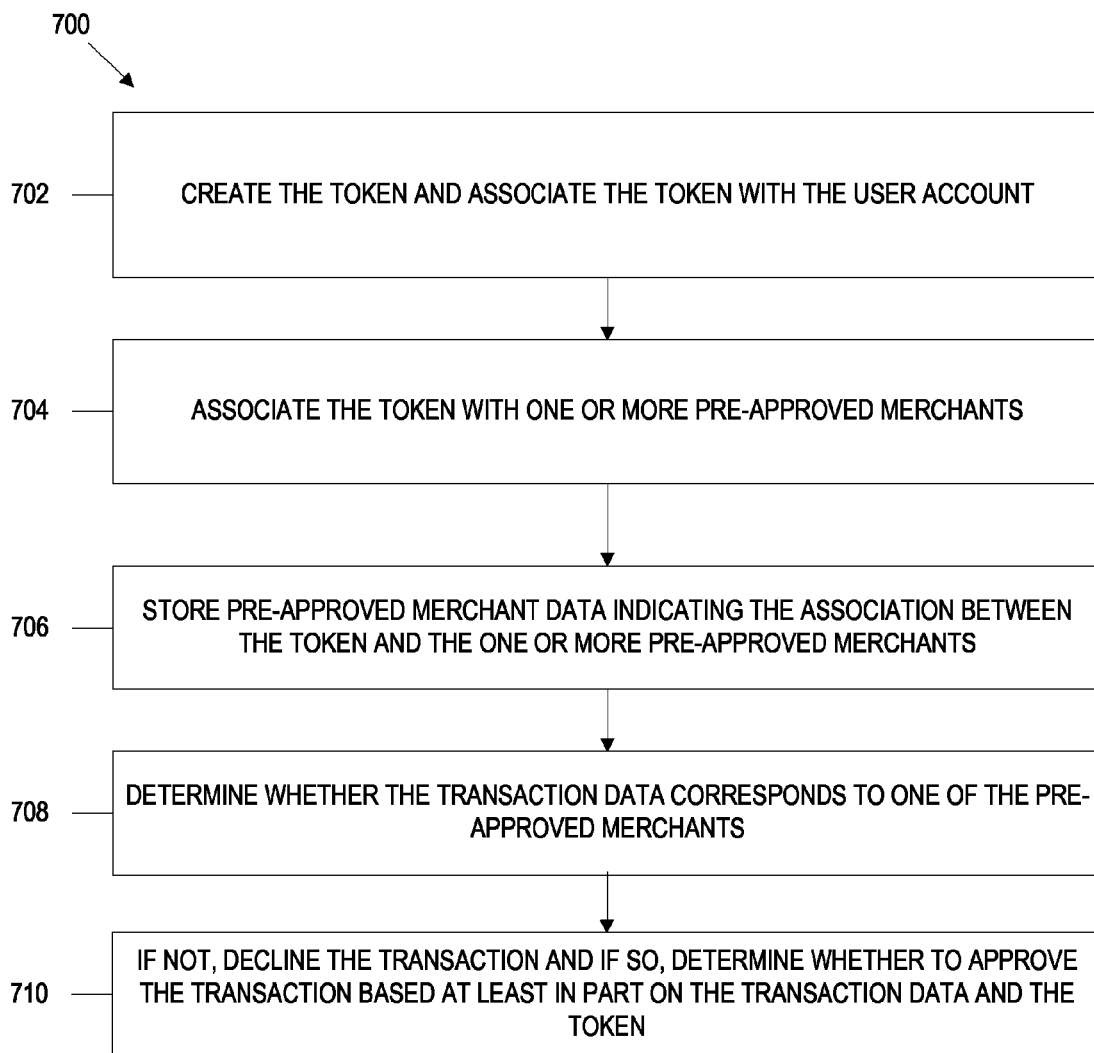 700
702
CREATE THE TOKEN AND ASSOCIATE THE TOKEN WITH THE USER ACCOUNT
704
ASSOCIATE THE TOKEN WITH ONE OR MORE PRE-APPROVED MERCHANTS
706
STORE PRE-APPROVED MERCHANT DATA INDICATING THE ASSOCIATION BETWEEN
THE TOKEN AND THE ONE OR MORE PRE-APPROVED MERCHANTS
708
DETERMINE WHETHER THE TRANSACTION DATA CORRESPONDS TO ONE OF THE PRE-
APPROVED MERCHANTS
710
IF NOT, DECLINE THE TRANSACTION AND IF SO, DETERMINE WHETHER TO APPROVE
THE TRANSACTION BASED AT LEAST IN PART ON THE TRANSACTION DATA AND THE
TOKEN